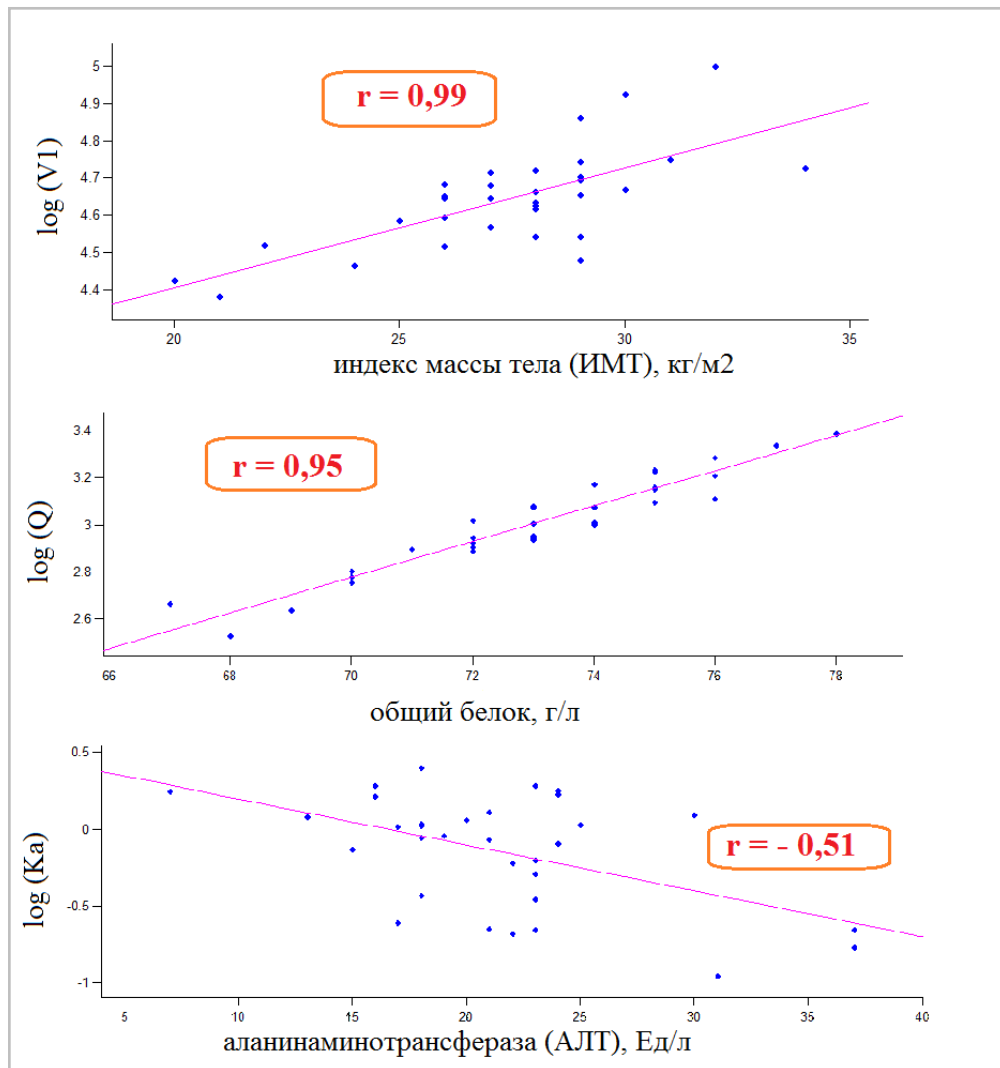 r = 0,99
log (V1)
5
4.9
4.8
4.7
4.6
4.5
4.4
20 25 30 35
индекс массы тела (ИМТ), кг/м2
r = 0,95
log (Q)
3.4
3.2
3
2.8
2.6
66 68 70 72 74 76 78
общий белок, г/л
r = - 0,51
log (Ka)
0.5
0
-0.5
-1
5 10 15 20 25 30 35 40
аланинаминотрансфераза (АЛТ), Ед/л